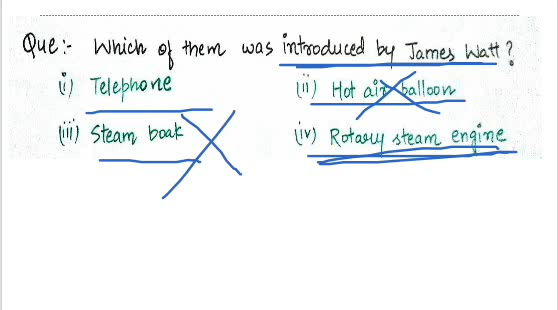 Que:- Which of them was introduced by James Watt?
(i) Telephone (ii) Hot air balloon
(iii) Steam boat (iv) Rotary steam engine